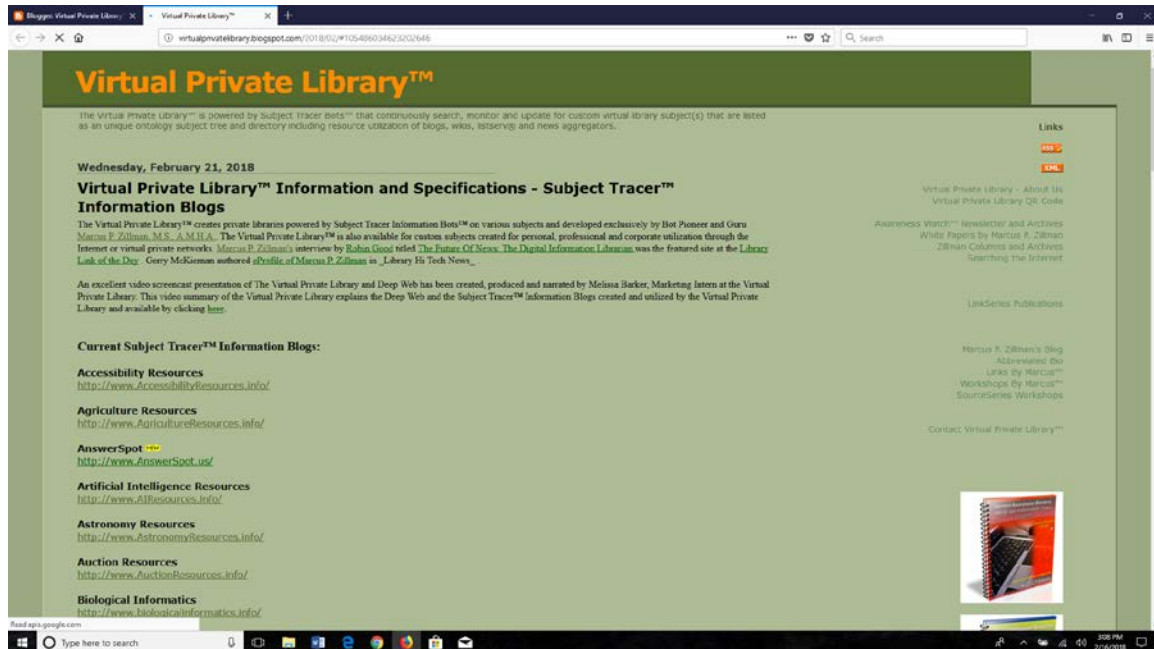 Blogger: Virtual Private Library
Virtual Private Library™
virtualprivatelibrary.blogspot.com/2018/02/#105486034623202646
Search
Virtual Private Library™
The Virtual Private Library™ is powered by Subject Tracer Bots™ that continuously search, monitor and update for custom virtual library subject(s) that are listed
as an unique ontology subject tree and directory including resource utilization of blogs, wikis, listserv® and news aggregators.
Wednesday, February 21, 2018
Virtual Private Library™ Information and Specifications - Subject Tracer™
Information Blogs
The Virtual Private Library™ creates private libraries powered by Subject Tracer Information Bots™ on various subjects and developed exclusively by Bot Pioneer and Guru
Marcus P. Zillman, M.S., A.M.H.A.. The Virtual Private Library™ is also available for custom subjects created for personal, professional and corporate utilization through the
Internet or virtual private networks. Marcus P. Zillman's interview by Robin Good titled The Future Of News: The Digital Information Librarian was the featured site at the Library
Link of the Day . Gerry McKiernan authored eProfile of Marcus P. Zillman in _Library Hi Tech News_ .
An excellent video screencast presentation of The Virtual Private Library and Deep Web has been created, produced and narrated by Melissa Barker, Marketing Intern at the Virtual
Private Library. This video summary of the Virtual Private Library explains the Deep Web and the Subject Tracer™ Information Blogs created and utilized by the Virtual Private
Library and available by clicking here.
Current Subject Tracer™ Information Blogs:
Accessibility Resources
http://www.AccessibilityResources.info/
Agriculture Resources
http://www.AgricultureResources.info/
AnswerSpot NEW
http://www.AnswerSpot.us/
Artificial Intelligence Resources
http://www.AIResources.info/
Astronomy Resources
http://www.AstronomyResources.info/
Auction Resources
http://www.AuctionResources.info/
Biological Informatics
http://www.biologicalinformatics.info/
Links
RSS
XML
Virtual Private Library - About Us
Virtual Private Library QR Code
Awareness Watch™ Newsletter and Archives
White Papers by Marcus P. Zillman
Zillman Columns and Archives
Searching the Internet
LinkSeries Publications
Marcus P. Zillman's Blog
Abbreviated Bio
Links By Marcus™
Workshops By Marcus™
SourceSeries Workshops
Contact Virtual Private Library™
Read apis.google.com
Type here to search
3:08 PM
2/16/2018